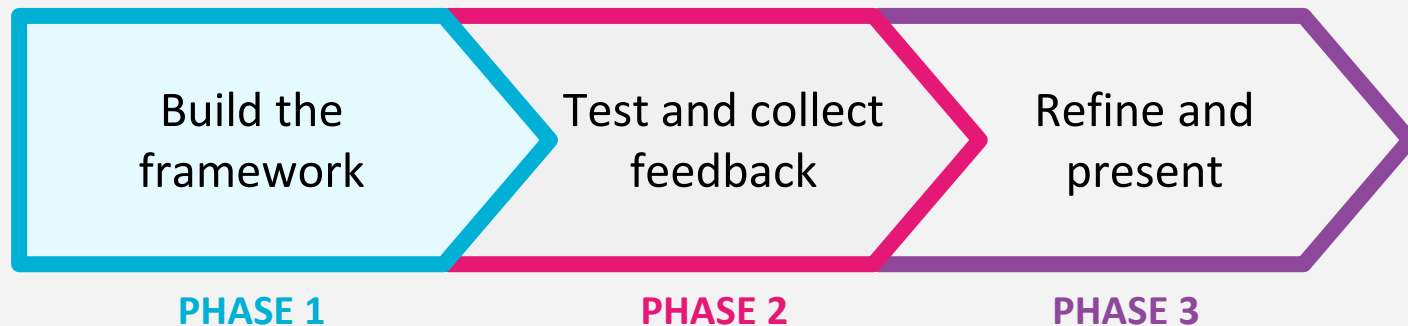 Build the
framework
Test and collect
feedback
Refine and
present
PHASE 1
PHASE 2
PHASE 3